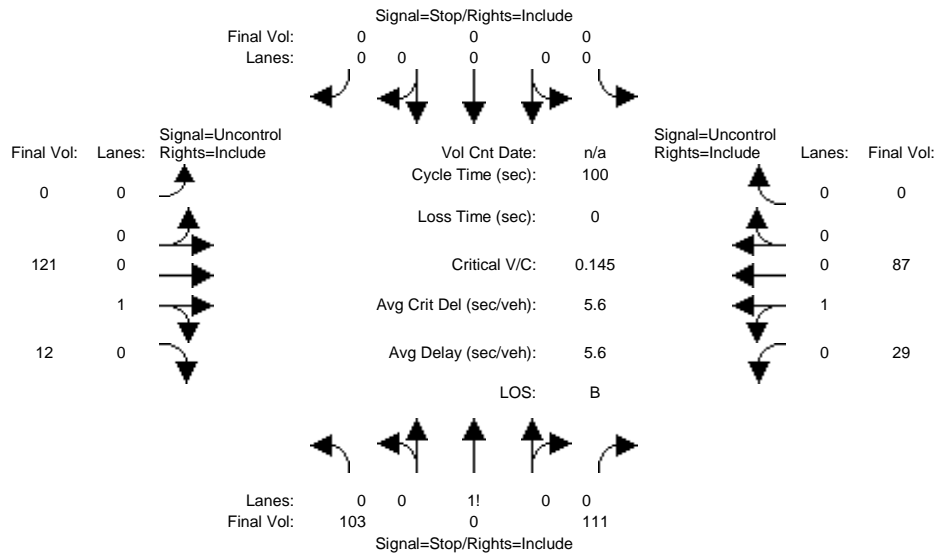 Signal=Stop/Rights=Include
Final Vol: 0 0 0
Lanes: 0 0 0 0 0
Signal=Uncontrol Signal=Uncontrol
Final Vol: Lanes: Rights=Include Vol Cnt Date: n/a Rights=Include Lanes: Final Vol:
Cycle Time (sec): 100
0 0 0 0
Loss Time (sec): 0
0 0
121 0 Critical V/C: 0.145 0 87
1 Avg Crit Del (sec/veh): 5.6 1
12 0 Avg Delay (sec/veh): 5.6 0 29
LOS: B
Lanes: 0 0 1! 0 0
Final Vol: 103 0 111
Signal=Stop/Rights=Include